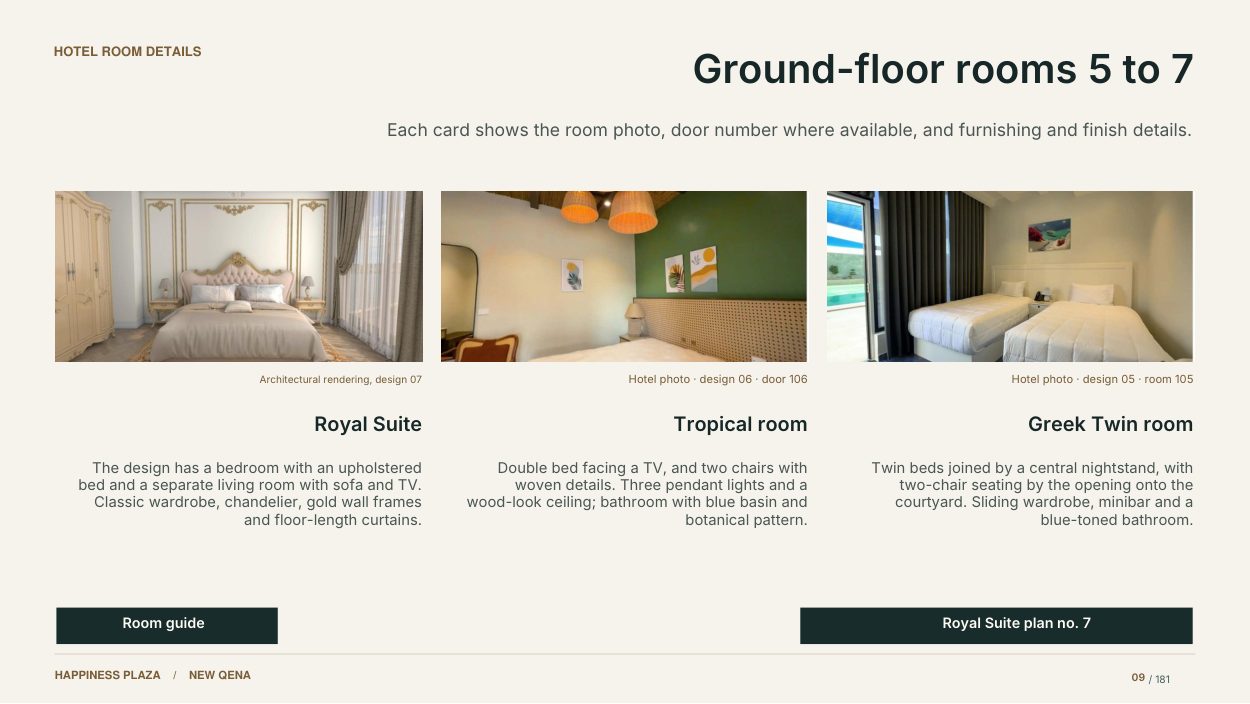 HOTEL ROOM DETAILS
Ground-floor rooms 5 to 7
Each card shows the room photo, door number where available, and furnishing and finish details.
Architectural rendering, design 07
Royal Suite
The design has a bedroom with an upholstered
bed and a separate living room with sofa and TV.
Classic wardrobe, chandelier, gold wall frames
and floor-length curtains.
Hotel photo · design 06 · door 106
Tropical room
Double bed facing a TV, and two chairs with
woven details. Three pendant lights and a
wood-look ceiling; bathroom with blue basin and
botanical pattern.
Hotel photo · design 05 · room 105
Greek Twin room
Twin beds joined by a central nightstand, with
two-chair seating by the opening onto the
courtyard. Sliding wardrobe, minibar and a
blue-toned bathroom.
Room guide
Royal Suite plan no. 7
HAPPINESS PLAZA / NEW QENA
09 / 181